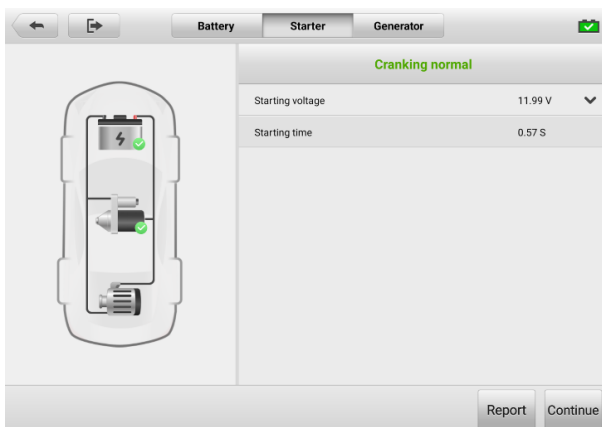 Battery Starter Generator
Cranking normal
Starting voltage 11.99 V
Starting time 0.57 S
Report Continue